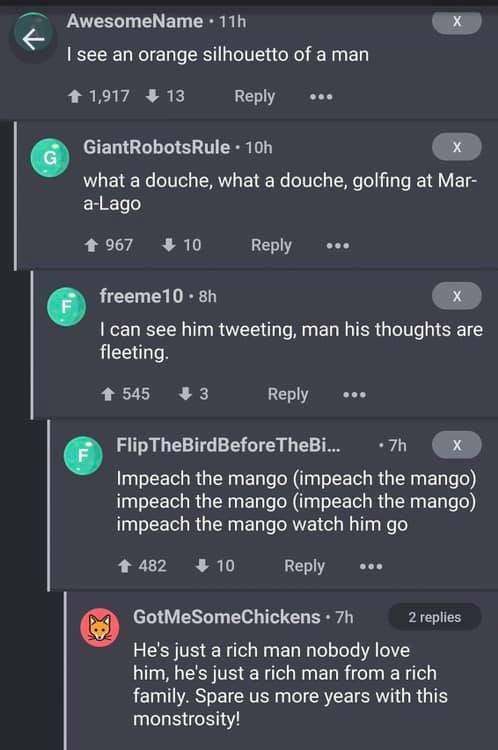 AwesomeName • 11h X
I see an orange silhouetto of a man
1,917 13 Reply •••
G GiantRobotsRule • 10h X
what a douche, what a douche, golfing at Mar-
a-Lago
967 10 Reply •••
F freeme10 • 8h X
I can see him tweeting, man his thoughts are
fleeting.
545 3 Reply •••
F FlipTheBirdBeforeTheBi... • 7h X
Impeach the mango (impeach the mango)
impeach the mango (impeach the mango)
impeach the mango watch him go
482 10 Reply •••
GotMeSomeChickens • 7h 2 replies
He's just a rich man nobody love
him, he's just a rich man from a rich
family. Spare us more years with this
monstrosity!